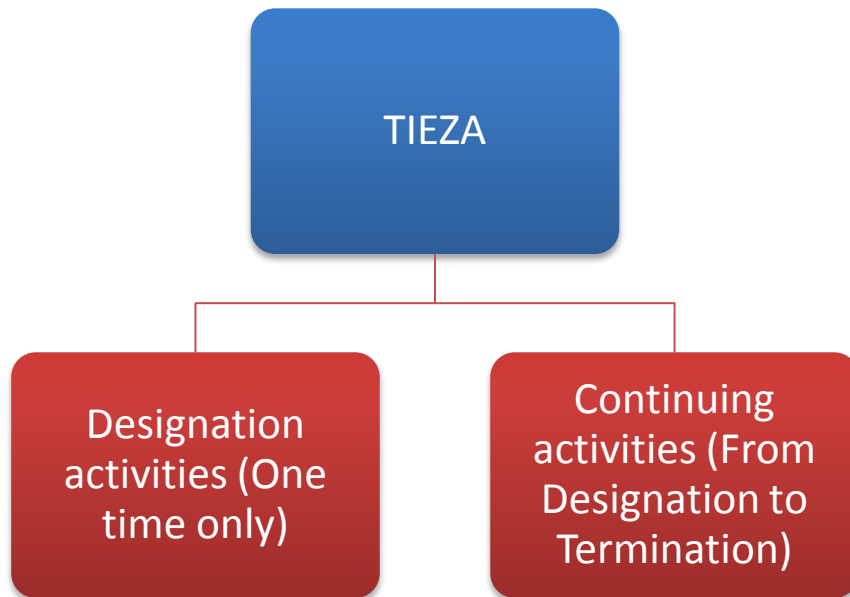 TIEZA
Designation
activities (One
time only)
Continuing
activities (From
Designation to
Termination)